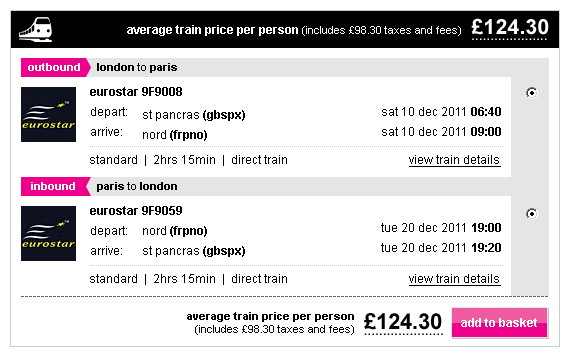 average train price per person (includes £98.30 taxes and fees) £124.30
outbound london to paris
eurostar
eurostar 9F9008
depart: st pancras (gbspx) sat 10 dec 2011 06:40
arrive: nord (frpno) sat 10 dec 2011 09:00
standard | 2hrs 15min | direct train view train details
inbound paris to london
eurostar
eurostar 9F9059
depart: nord (frpno) tue 20 dec 2011 19:00
arrive: st pancras (gbspx) tue 20 dec 2011 19:20
standard | 2hrs 15min | direct train view train details
average train price per person £124.30 add to basket
(includes £98.30 taxes and fees)